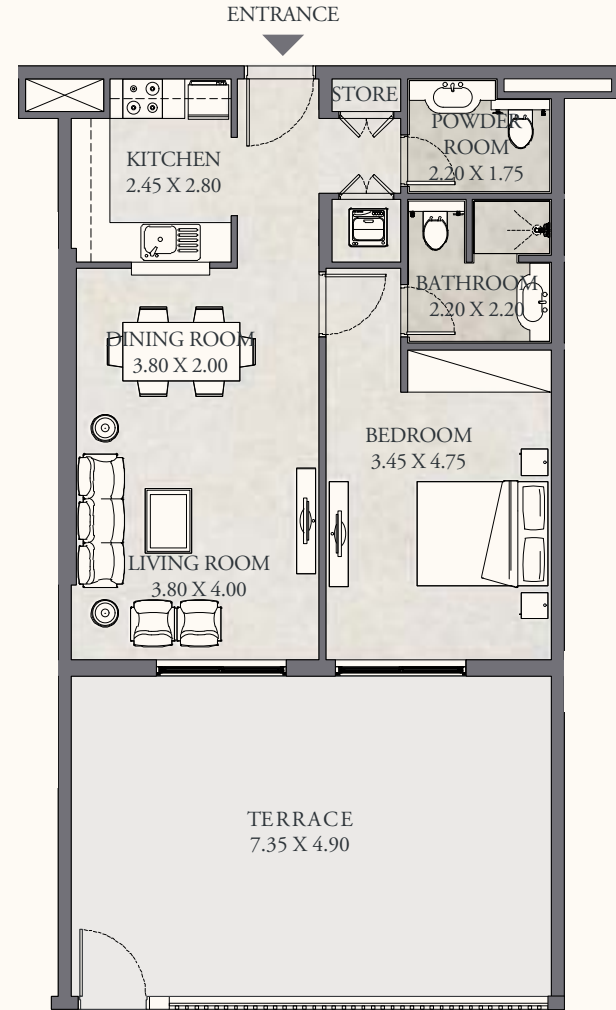 ENTRANCE
STORE
POWDER
ROOM
2.20 X 1.75
KITCHEN
2.45 X 2.80
BATHROOM
2.20 X 2.20
DINING ROOM
3.80 X 2.00
BEDROOM
3.45 X 4.75
LIVING ROOM
3.80 X 4.00
TERRACE
7.35 X 4.90